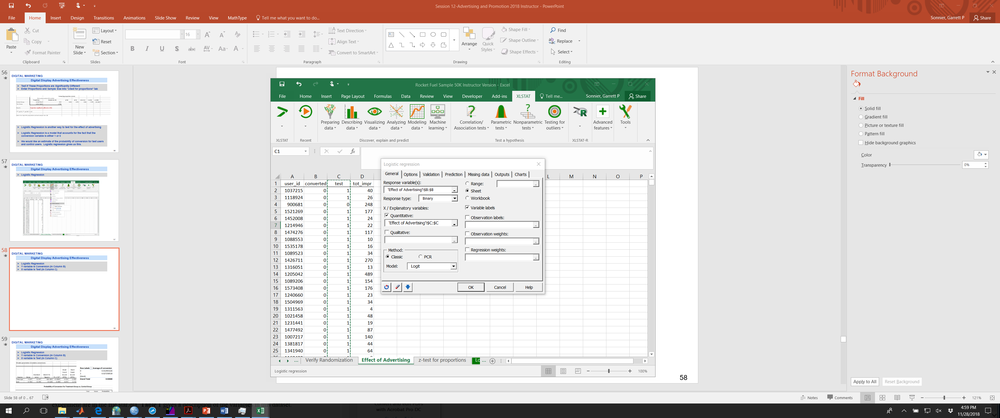 Session 12-Advertising and Promotion 2018 Instructor - PowerPoint
File Home Insert Design Transitions Animations Slide Show Review View MathType Tell me what you want to do... Sonnier, Garrett P Share
Paste
Cut
Copy
Format Painter
Clipboard
New Slide
Layout
Reset
Section
Slides
16
Font
Text Direction
Align Text
Convert to SmartArt
Paragraph
Arrange
Quick Styles
Shape Fill
Shape Outline
Shape Effects
Drawing
Find
Replace
Select
Editing
56
DIGITAL MARKETING
Digital Display Advertising Effectiveness
Test if These Proportions are Significantly Different
Enter Proportions and Sample Size into "z-test for proportions" tab
Logistic Regression is another way to test for the effect of advertising
Logistic Regression is a model that accounts for the fact that the
conversion variable is either 1 or 0
We would like an estimate of the probability of conversion for test users
and control users. Logistic regression gives us this.
57
DIGITAL MARKETING
Digital Display Advertising Effectiveness
Logistic Regression
58
DIGITAL MARKETING
Digital Display Advertising Effectiveness
Logistic Regression
Y variable is Conversion (in Column B)
X variable is Test (in Column C)
59
DIGITAL MARKETING
Digital Display Advertising Effectiveness
Logistic Regression
Y variable is Conversion (in Column B)
X variable is Test (in Column C)
Row Labels Average of conversion
Grand Total 0.02668
Probability of Conversion For Treatment Group vs. Control Group
Rocket Fuel Sample 50K Instructor Version - Excel
File Home Insert Page Layout Formulas Data Review View Developer Add-ins XLSTAT Tell me... Sonnier, Garrett P Share
Preparing data
Describing data
Visualizing data
Analyzing data
Modeling data
Machine learning
Correlation/ Association tests
Parametric tests
Nonparametric tests
Testing for outliers
Advanced features
Tools
XLSTAT Recent Discover, explain and predict Test a hypothesis XLSTAT-R
C1 fx
A B C D L M N O P
1 user_id converted test tot_impr
2 1037215 0 1 40
3 1118924 0 1 26
4 900681 0 0 248
5 1521269 0 1 177
6 1452008 0 1 24
7 1214946 0 1 22
8 1474276 0 1 117
9 1088553 0 1 10
10 1535178 0 1 16
11 1089523 0 1 34
12 1426711 0 1 270
13 1316051 0 1 13
14 1205042 0 1 489
15 1089206 0 1 154
16 1573408 0 1 176
17 1240660 0 1 23
18 1504969 0 1 34
19 1311563 0 1 4
20 1021458 0 1 48
21 1231441 0 1 19
22 1477492 0 1 87
23 1007217 0 1 140
24 1381817 0 1 44
25 1341940 0 1 64
Logistic regression
General Options Validation Prediction Missing data Outputs Charts
Response variable(s):
'Effect of Advertising'!$B:$B
Response type: Binary
X / Explanatory variables:
Quantitative:
'Effect of Advertising'!$C:$C
Qualitative:
Method:
Classic PCR
Model: Logit
Range:
Sheet
Workbook
Variable labels
Observation labels:
Observation weights:
Regression weights:
OK Cancel Help
... Verify Randomization Effect of Advertising z-test for proportions Lo ...
Logistic regression 100%
58
Format Background
Fill
Solid fill
Gradient fill
Picture or texture fill
Pattern fill
Hide background graphics
Color
Transparency 0%
Apply to All Reset Background
Slide 58 of 0 .. 67 Notes Comments 121%
experiment are in the file star.dta. Table 1 gives a description of the variables in this dataset.
Convert and edit PDFs
with Acrobat Pro DC
4:59 PM
11/28/2018